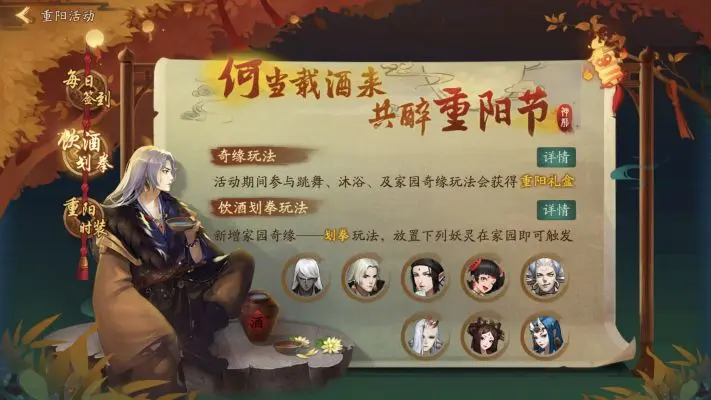 重阳活动
每日
签到
饮酒
划拳
重阳
时装
何当载酒来
共醉重阳节
奇缘玩法
详情
活动期间参与跳舞、沐浴、及家园奇缘玩法会获得重阳礼盒
饮酒划拳玩法
详情
新增家园奇缘——划拳玩法，放置下列妖灵在家园即可触发
酒